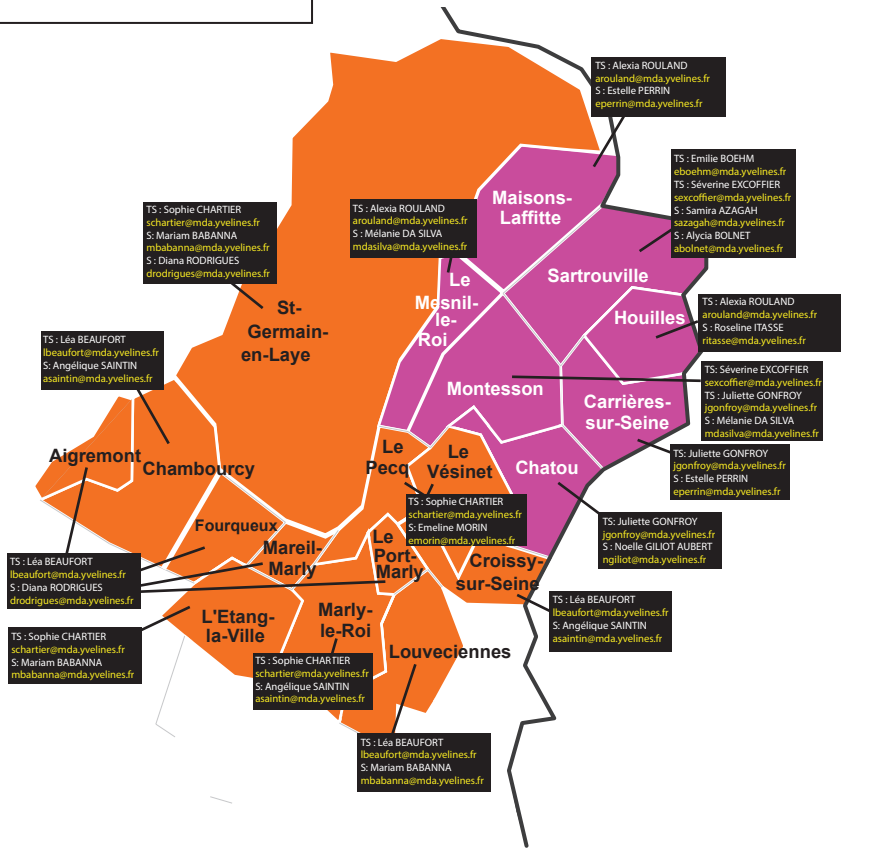 TS : Alexia ROULAND
arouland@mda.yvelines.fr
S : Estelle PERRIN
eperrin@mda.yvelines.fr
TS : Emilie BOEHM
eboehm@mda.yvelines.fr
TS : Séverine EXCOFFIER
sexcoffier@mda.yvelines.fr
S : Samira AZAGAH
sazagah@mda.yvelines.fr
S : Alycia BOLNET
abolnet@mda.yvelines.fr
TS : Sophie CHARTIER
schartier@mda.yvelines.fr
S: Mariam BABANNA
mbabanna@mda.yvelines.fr
S : Diana RODRIGUES
drodrigues@mda.yvelines.fr
TS : Alexia ROULAND
arouland@mda.yvelines.fr
S : Mélanie DA SILVA
mdasilva@mda.yvelines.fr
Maisons-
Laffitte
Sartrouville
Le
Mesnil-
le-
Roi
St-
Germain-
en-Laye
Houilles
TS : Alexia ROULAND
arouland@mda.yvelines.fr
S : Roseline ITASSE
ritasse@mda.yvelines.fr
TS : Léa BEAUFORT
lbeaufort@mda.yvelines.fr
S: Angélique SAINTIN
asaintin@mda.yvelines.fr
Montesson
TS: Séverine EXCOFFIER
sexcoffier@mda.yvelines.fr
TS : Juliette GONFROY
jgonfroy@mda.yvelines.fr
S : Mélanie DA SILVA
mdasilva@mda.yvelines.fr
Carrières-
sur-Seine
Aigremont
Chambourcy
Le
Pecq
Le
Vésinet
Chatou
TS: Juliette GONFROY
jgonfroy@mda.yvelines.fr
S : Estelle PERRIN
eperrin@mda.yvelines.fr
TS : Sophie CHARTIER
schartier@mda.yvelines.fr
S: Emeline MORIN
emorin@mda.yvelines.fr
TS: Juliette GONFROY
jgonfroy@mda.yvelines.fr
S : Noelle GILIOT AUBERT
ngiliot@mda.yvelines.fr
Fourqueux
Mareil-
Marly
Le
Port-
Marly
Croissy-
sur-Seine
TS : Léa BEAUFORT
lbeaufort@mda.yvelines.fr
S : Diana RODRIGUES
drodrigues@mda.yvelines.fr
TS : Léa BEAUFORT
lbeaufort@mda.yvelines.fr
S: Angélique SAINTIN
asaintin@mda.yvelines.fr
L'Etang-
la-Ville
Marly-
le-Roi
Louveciennes
TS : Sophie CHARTIER
schartier@mda.yvelines.fr
S: Mariam BABANNA
mbabanna@mda.yvelines.fr
TS : Sophie CHARTIER
schartier@mda.yvelines.fr
S: Angélique SAINTIN
asaintin@mda.yvelines.fr
TS : Léa BEAUFORT
lbeaufort@mda.yvelines.fr
S: Mariam BABANNA
mbabanna@mda.yvelines.fr